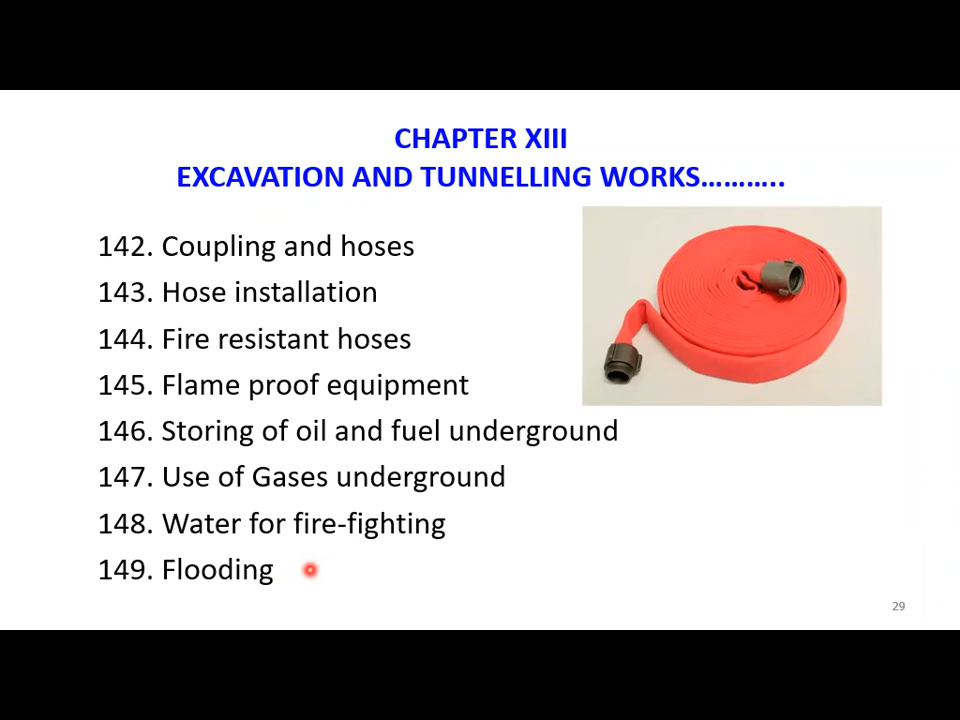 CHAPTER XIII
EXCAVATION AND TUNNELLING WORKS………..
142. Coupling and hoses
143. Hose installation
144. Fire resistant hoses
145. Flame proof equipment
146. Storing of oil and fuel underground
147. Use of Gases underground
148. Water for fire-fighting
149. Flooding
29